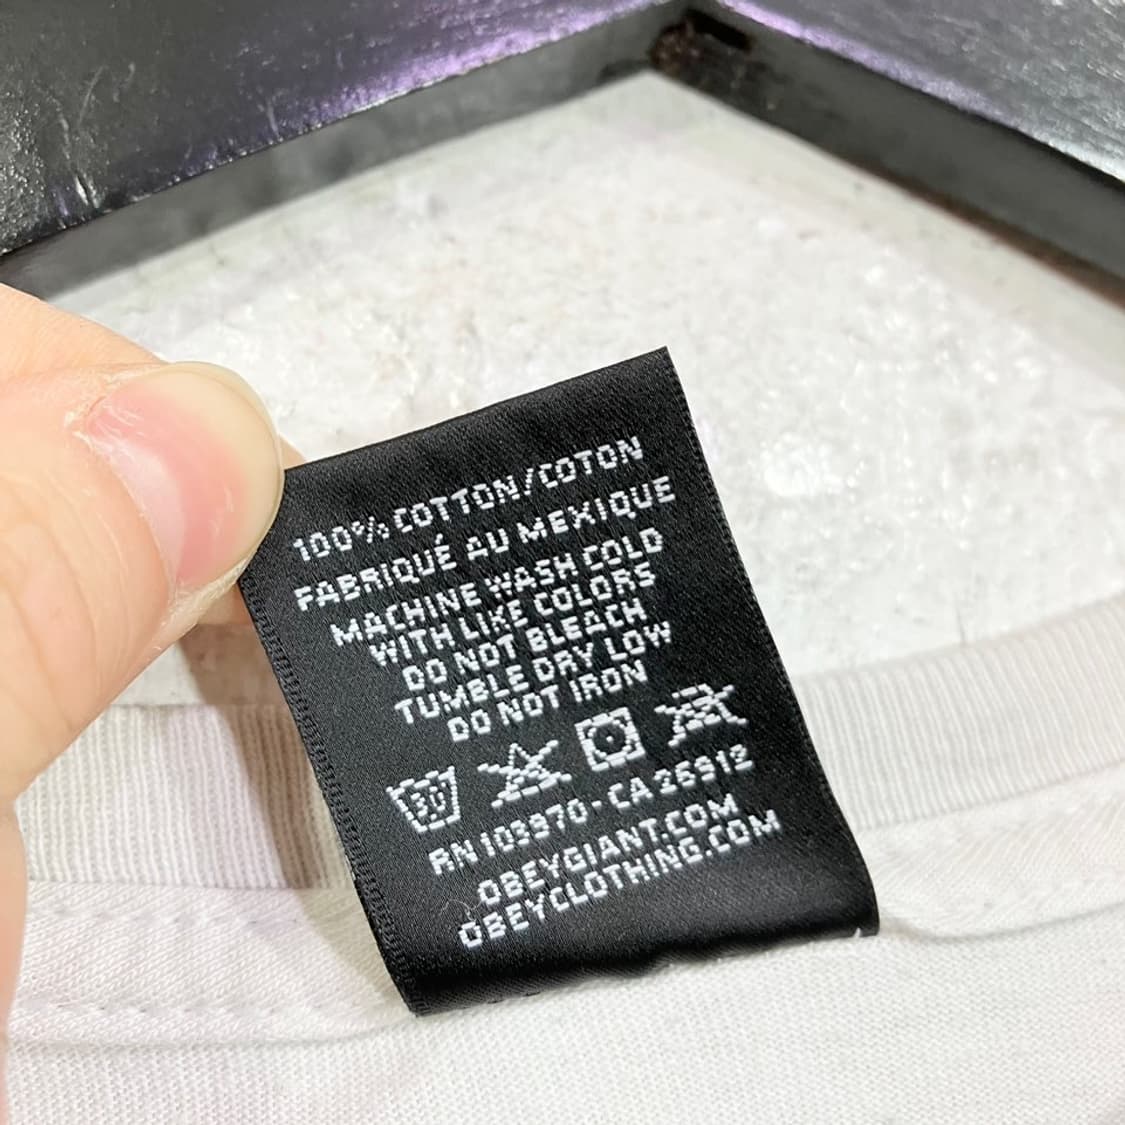 100% COTTON/COTON
FABRIQUÉ AU MEXIQUE
MACHINE WASH COLD
WITH LIKE COLORS
DO NOT BLEACH
TUMBLE DRY LOW
DO NOT IRON
30
RN 103970 - CA 26912
OBEYGIANT.COM
OBEYCLOTHING.COM